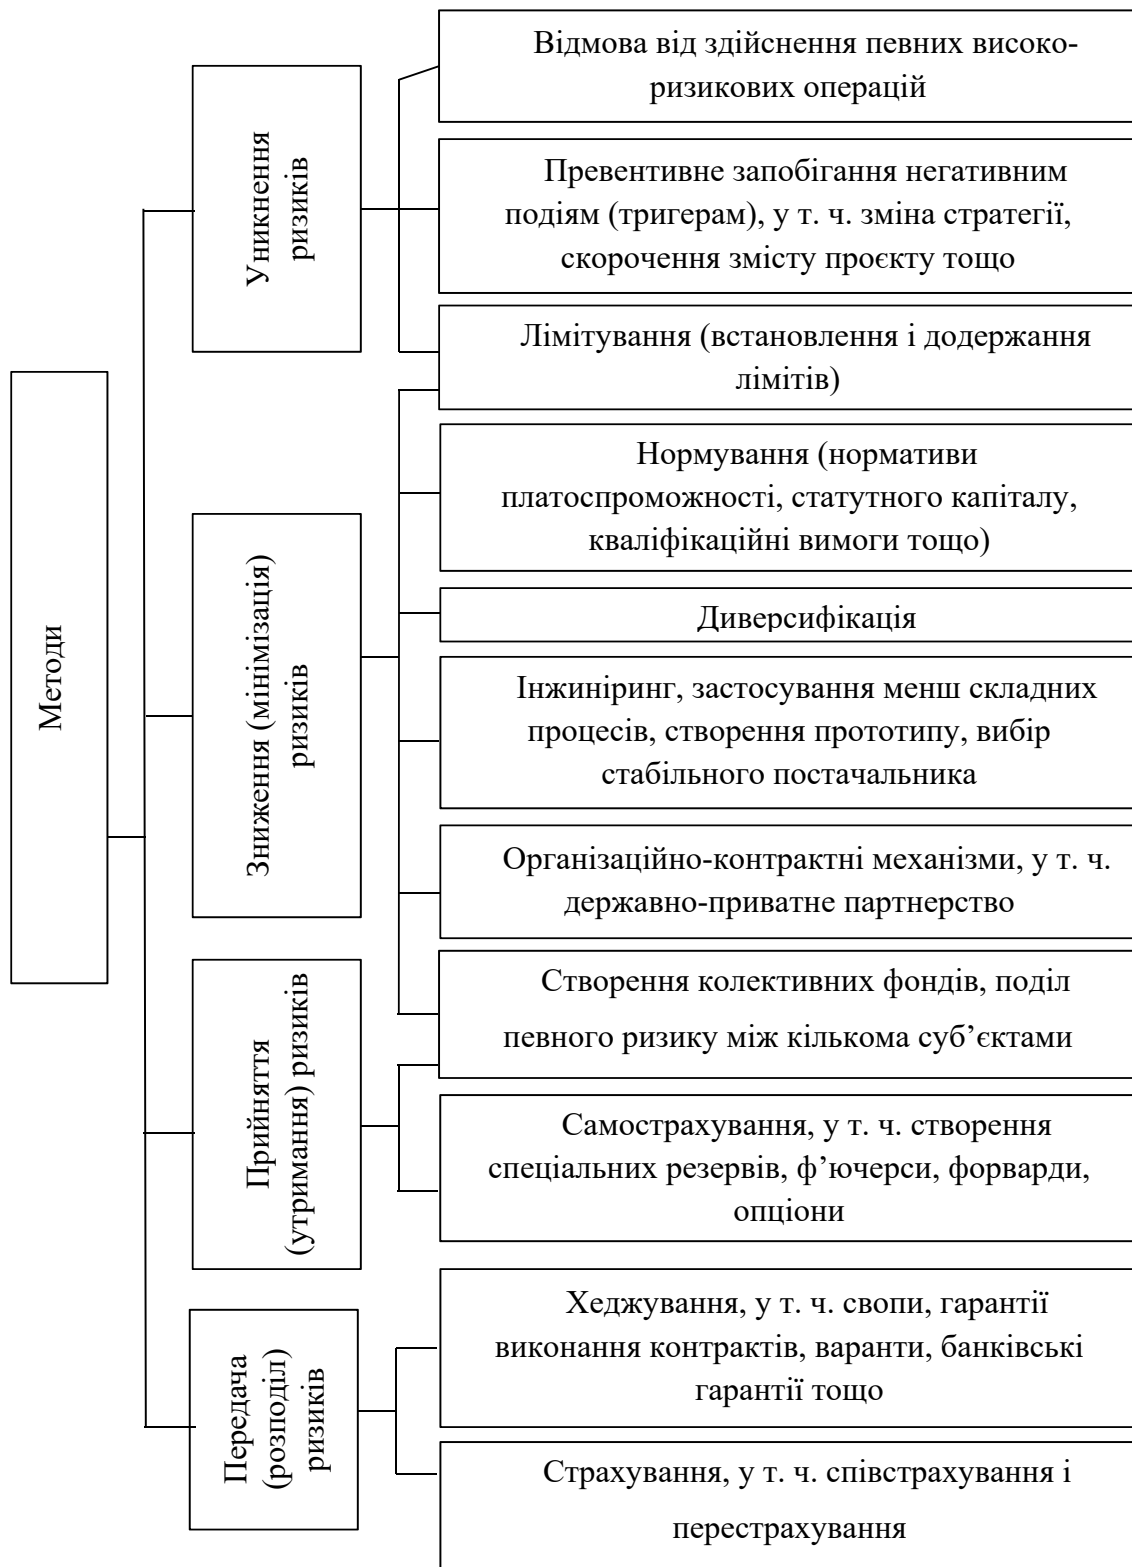 Методи
Уникнення
ризиків
Відмова від здійснення певних високо-
ризикових операцій
Превентивне запобігання негативним
подіям (тригерам), у т. ч. зміна стратегії,
скорочення змісту проєкту тощо
Лімітування (встановлення і додержання
лімітів)
Зниження (мінімізація)
ризиків
Нормування (нормативи
платоспроможності, статутного капіталу,
кваліфікаційні вимоги тощо)
Диверсифікація
Інжиніринг, застосування менш складних
процесів, створення прототипу, вибір
стабільного постачальника
Організаційно-контрактні механізми, у т. ч.
державно-приватне партнерство
Створення колективних фондів, поділ
певного ризику між кількома суб’єктами
Прийняття
(утримання) ризиків
Самострахування, у т. ч. створення
спеціальних резервів, ф’ючерси, форварди,
опціони
Передача
(розподіл)
ризиків
Хеджування, у т. ч. свопи, гарантії
виконання контрактів, варанти, банківські
гарантії тощо
Страхування, у т. ч. співстрахування і
перестрахування